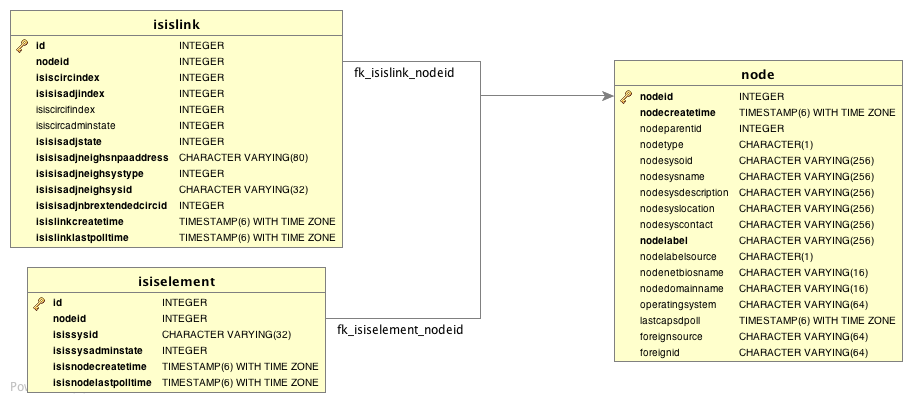 isislink
id INTEGER
nodeid INTEGER
isiscircindex INTEGER
isisisadjindex INTEGER
isiscircifindex INTEGER
isiscircadminstate INTEGER
isisisadjstate INTEGER
isisisadjneighsnpaaddress CHARACTER VARYING(80)
isisisadjneighsystype INTEGER
isisisadjneighsysid CHARACTER VARYING(32)
isisisadjnbrextendedcircid INTEGER
isislinkcreatetime TIMESTAMP(6) WITH TIME ZONE
isislinklastpolltime TIMESTAMP(6) WITH TIME ZONE
fk_isislink_nodeid
isiselement
id INTEGER
nodeid INTEGER
isissysid CHARACTER VARYING(32)
isissysadminstate INTEGER
isisnodecreatetime TIMESTAMP(6) WITH TIME ZONE
isisnodelastpolltime TIMESTAMP(6) WITH TIME ZONE
fk_isiselement_nodeid
node
nodeid INTEGER
nodecreatetime TIMESTAMP(6) WITH TIME ZONE
nodeparentid INTEGER
nodetype CHARACTER(1)
nodesysoid CHARACTER VARYING(256)
nodesysname CHARACTER VARYING(256)
nodesysdescription CHARACTER VARYING(256)
nodesyslocation CHARACTER VARYING(256)
nodesyscontact CHARACTER VARYING(256)
nodelabel CHARACTER VARYING(256)
nodelabelsource CHARACTER(1)
nodenetbiosname CHARACTER VARYING(16)
nodedomainname CHARACTER VARYING(16)
operatingsystem CHARACTER VARYING(64)
lastcapsdpoll TIMESTAMP(6) WITH TIME ZONE
foreignsource CHARACTER VARYING(64)
foreignid CHARACTER VARYING(64)